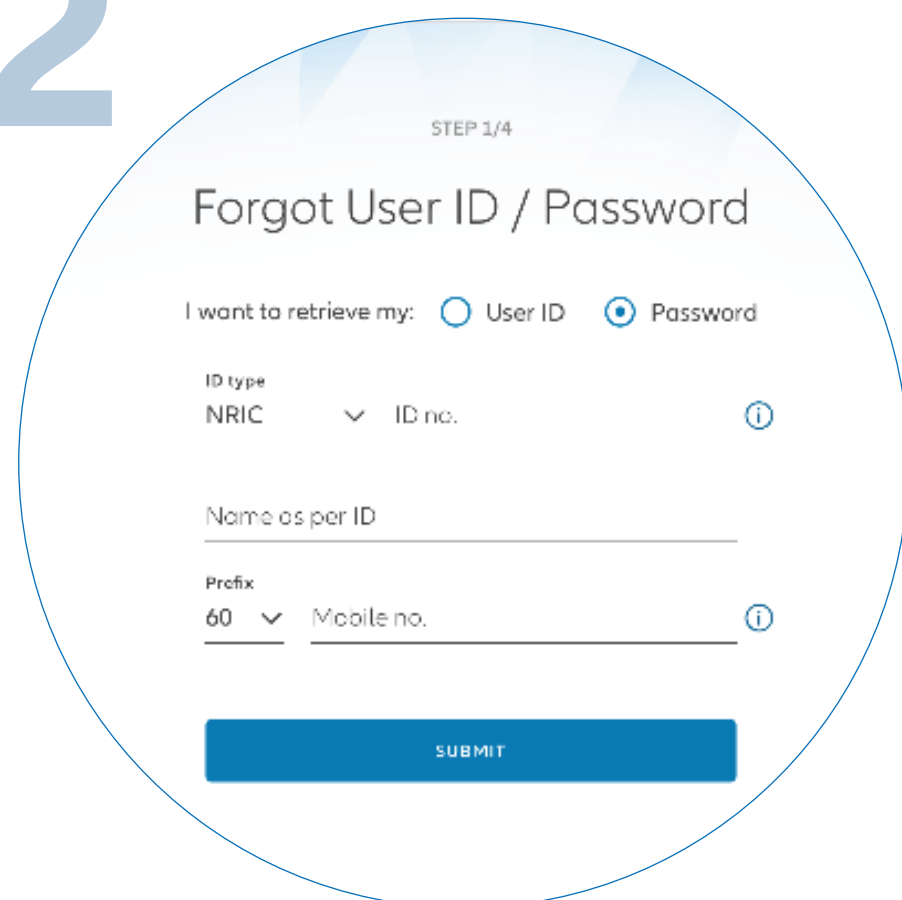 2
STEP 1/4
Forgot User ID / Password
I want to retrieve my: User ID Password
ID type
NRIC ID no.
Name as per ID
Prefix
60 Mobile no.
SUBMIT